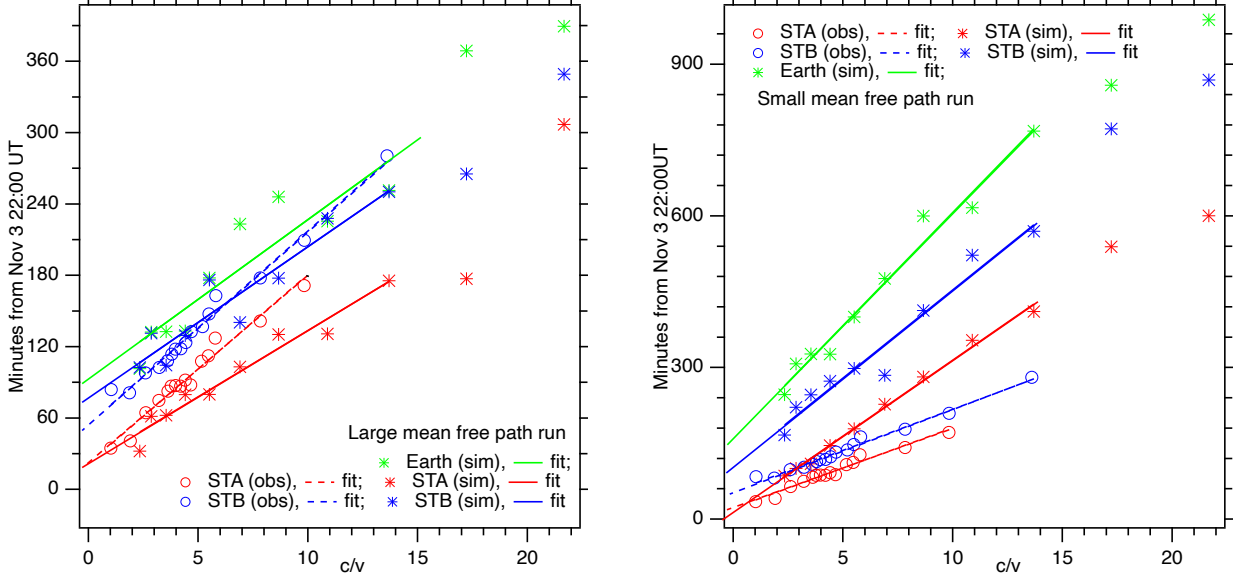 360
300
240
180
120
60
0
Minutes from Nov 3 22:00 UT
Large mean free path run
Earth (sim), fit;
STA (obs), fit; STA (sim), fit
STB (obs), fit; STB (sim), fit
0 5 10 15 20
c/v
900
600
300
0
Minutes from Nov 3 22:00UT
STA (obs), fit; STA (sim), fit
STB (obs), fit; STB (sim), fit
Earth (sim), fit;
Small mean free path run
0 5 10 15 20
c/v